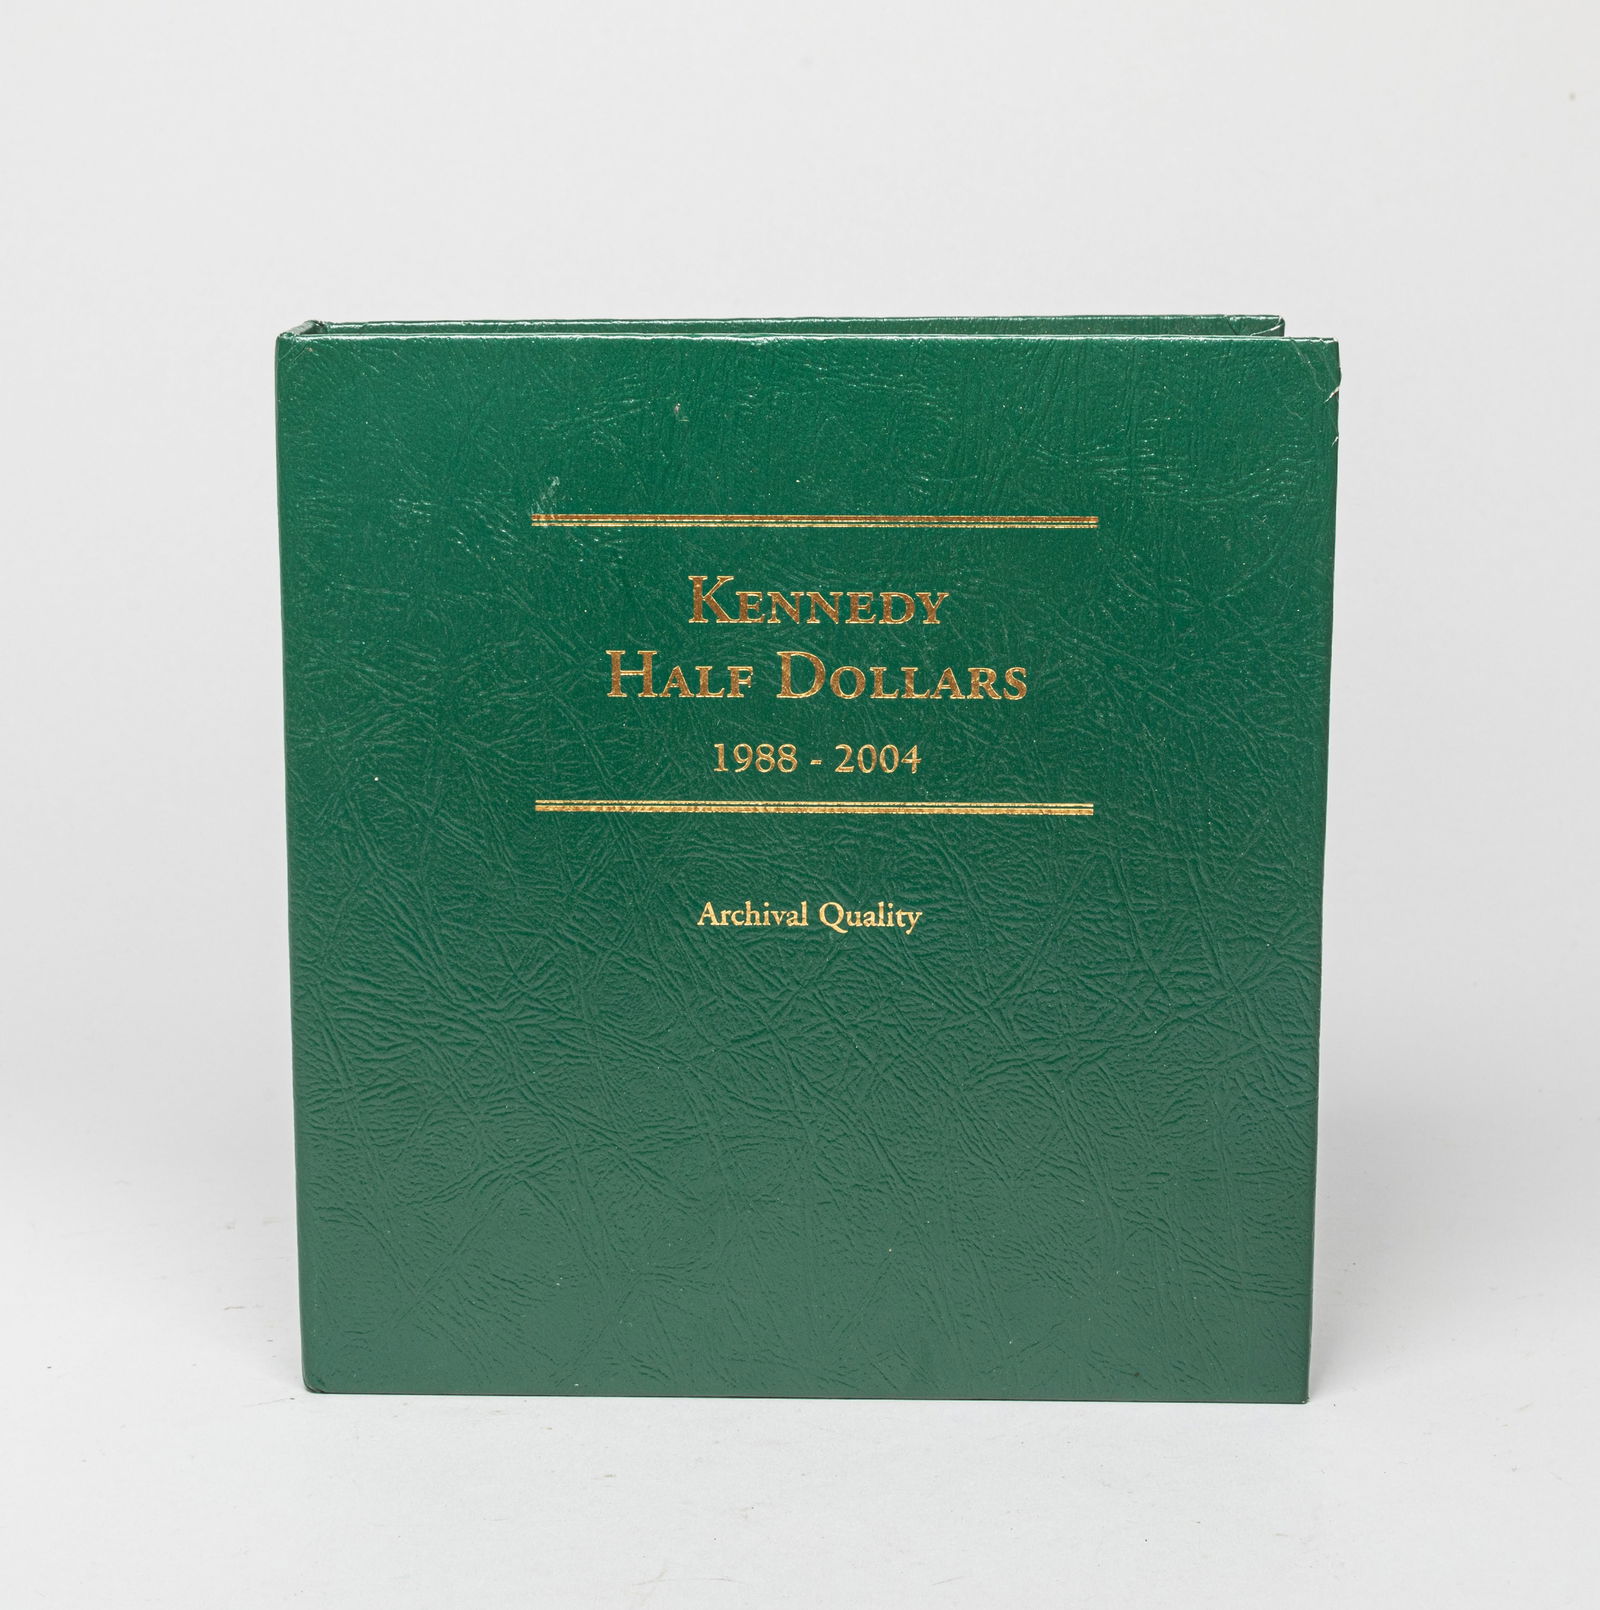 Kennedy
Half Dollars
1988 - 2004
Archival Quality